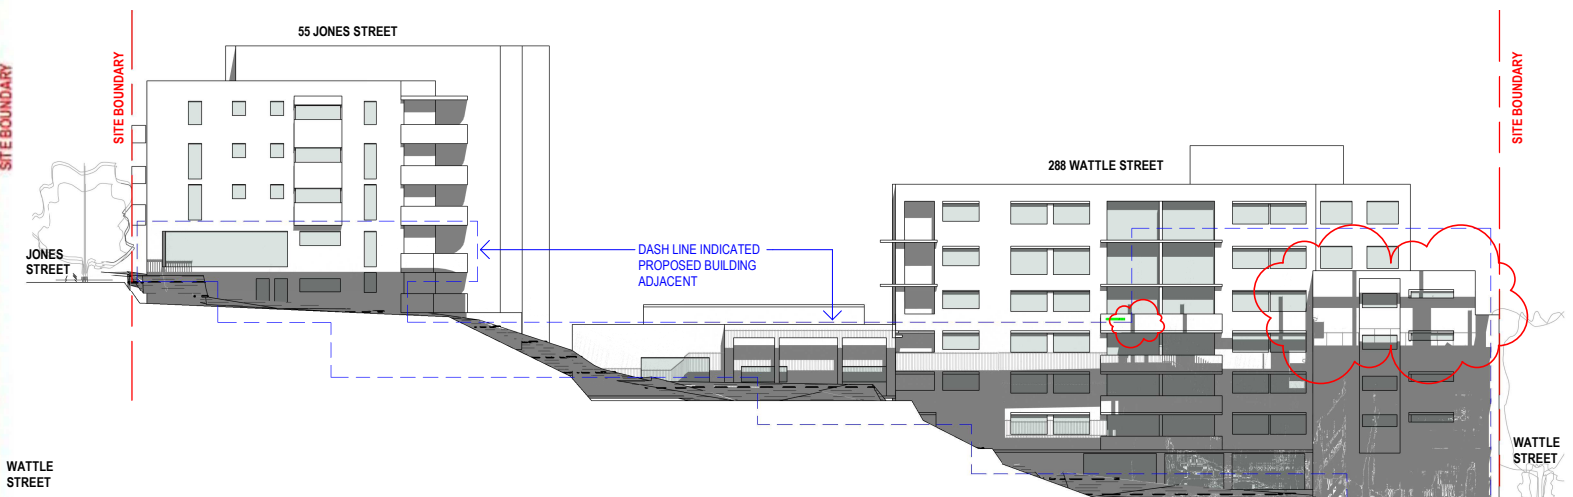 55 JONES STREET
SITE BOUNDARY
SITE BOUNDARY
SITE BOUNDARY
288 WATTLE STREET
DASH LINE INDICATED
PROPOSED BUILDING
ADJACENT
JONES
STREET
WATTLE
STREET
WATTLE
STREET